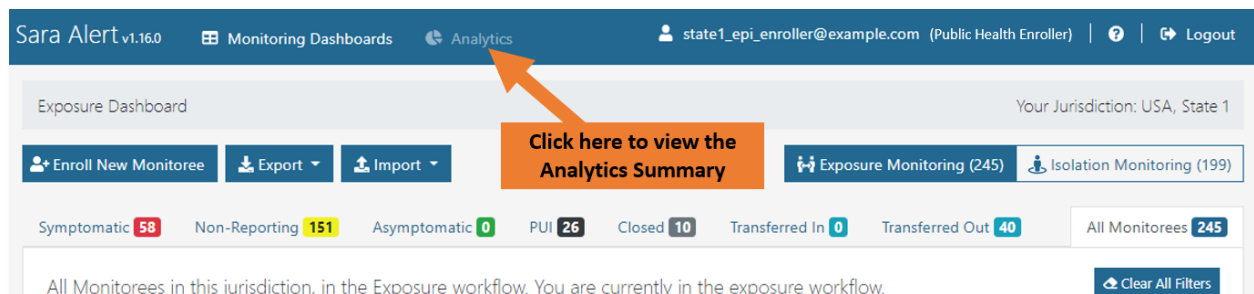 Sara Alert v1.16.0 Monitoring Dashboards Analytics state1_epi_enroller@example.com (Public Health Enroller) | ? | Logout
Exposure Dashboard Your Jurisdiction: USA, State 1
Click here to view the
Analytics Summary
Enroll New Monitoree Export Import Exposure Monitoring (245) Isolation Monitoring (199)
Symptomatic 58 Non-Reporting 151 Asymptomatic 0 PUI 26 Closed 10 Transferred In 0 Transferred Out 40 All Monitorees 245
All Monitorees in this jurisdiction, in the Exposure workflow. You are currently in the exposure workflow. Clear All Filters